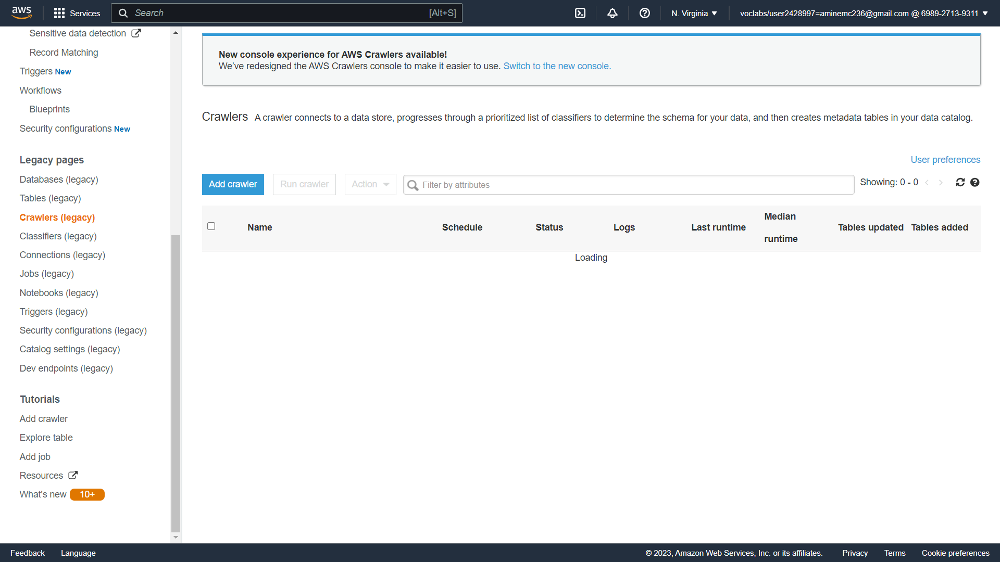 aws
Services
Search
[Alt+S]
N. Virginia
voclabs/user2428997=aminemc236@gmail.com @ 6989-2713-9311
Sensitive data detection
Record Matching
Triggers New
Workflows
Blueprints
Security configurations New
Legacy pages
Databases (legacy)
Tables (legacy)
Crawlers (legacy)
Classifiers (legacy)
Connections (legacy)
Jobs (legacy)
Notebooks (legacy)
Triggers (legacy)
Security configurations (legacy)
Catalog settings (legacy)
Dev endpoints (legacy)
Tutorials
Add crawler
Explore table
Add job
Resources
What's new 10+
New console experience for AWS Crawlers available!
We’ve redesigned the AWS Crawlers console to make it easier to use. Switch to the new console.
Crawlers A crawler connects to a data store, progresses through a prioritized list of classifiers to determine the schema for your data, and then creates metadata tables in your data catalog.
User preferences
Add crawler
Run crawler
Action
Filter by attributes
Showing: 0 - 0
Name
Schedule
Status
Logs
Last runtime
Median
runtime
Tables updated
Tables added
Loading
Feedback
Language
© 2023, Amazon Web Services, Inc. or its affiliates.
Privacy
Terms
Cookie preferences